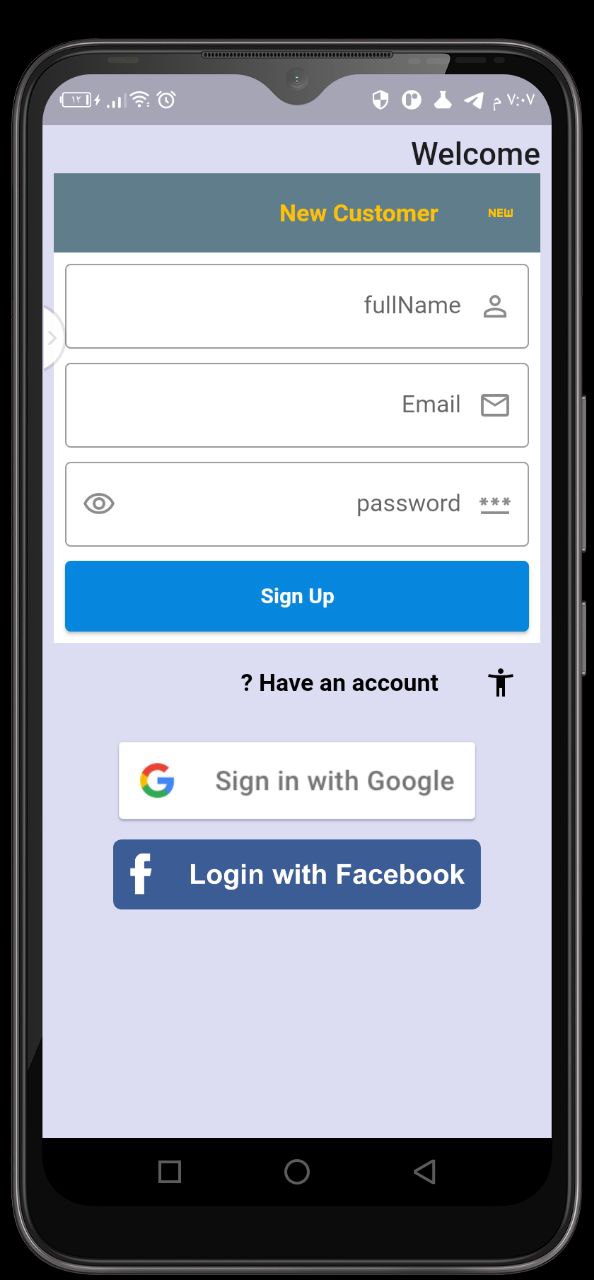 ١٢
٧:٠٧ م
Welcome
New Customer
NEW
fullName
Email
password
***
Sign Up
? Have an account
Sign in with Google
Login with Facebook